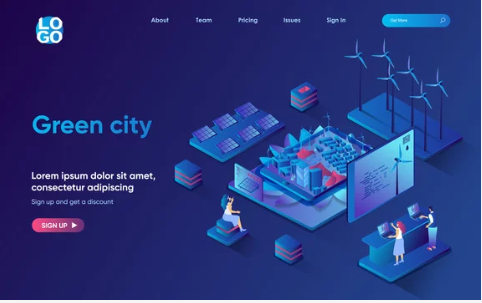 LO
GO
About Team Pricing Issues Sign In Get Now
Green city
Lorem ipsum dolor sit amet,
consectetur adipiscing
Sign up and get a discount
SIGN UP